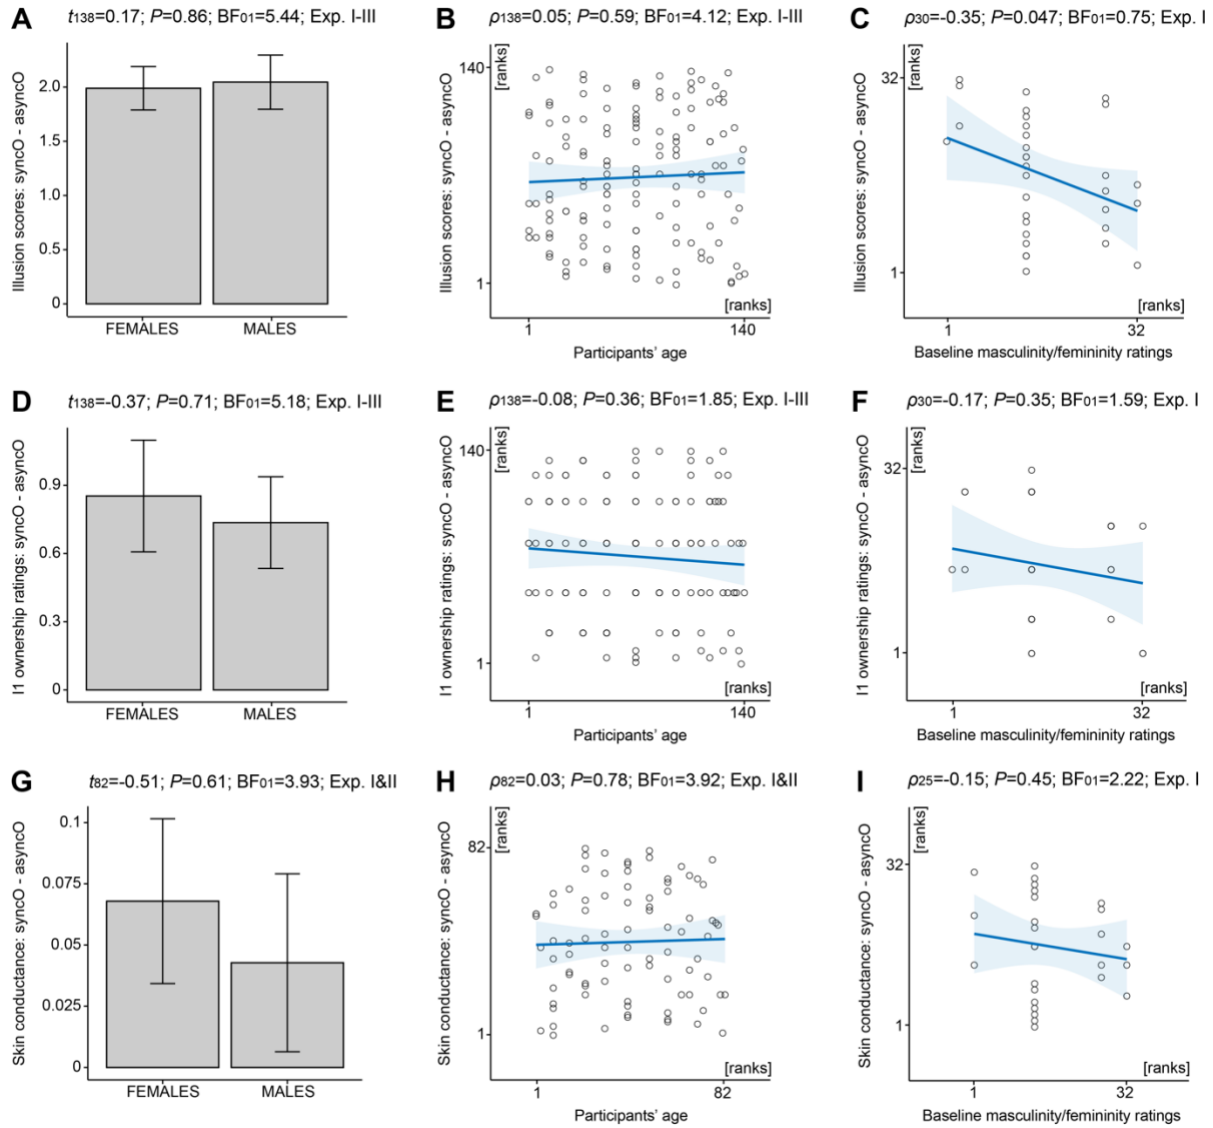 A t138=0.17; P=0.86; BF01=5.44; Exp. I-III
Illusion scores: syncO - asyncO
2.0
1.5
1.0
0.5
0
FEMALES MALES
B ρ138=0.05; P=0.59; BF01=4.12; Exp. I-III
Illusion scores: syncO - asyncO
[ranks]
140
1
[ranks]
1 140
Participants' age
C ρ30=-0.35; P=0.047; BF01=0.75; Exp. I
Illusion scores: syncO - asyncO
[ranks]
32
1
[ranks]
1 32
Baseline masculinity/femininity ratings
D t138=-0.37; P=0.71; BF01=5.18; Exp. I-III
I1 ownership ratings: syncO - asyncO
0.9
0.6
0.3
0
FEMALES MALES
E ρ138=-0.08; P=0.36; BF01=1.85; Exp. I-III
I1 ownership ratings: syncO - asyncO
[ranks]
140
1
[ranks]
1 140
Participants' age
F ρ30=-0.17; P=0.35; BF01=1.59; Exp. I
I1 ownership ratings: syncO - asyncO
[ranks]
32
1
[ranks]
1 32
Baseline masculinity/femininity ratings
G t82=-0.51; P=0.61; BF01=3.93; Exp. I&II
Skin conductance: syncO - asyncO
0.1
0.075
0.05
0.025
0
FEMALES MALES
H ρ82=0.03; P=0.78; BF01=3.92; Exp. I&II
Skin conductance: syncO - asyncO
[ranks]
82
1
[ranks]
1 82
Participants' age
I ρ25=-0.15; P=0.45; BF01=2.22; Exp. I
Skin conductance: syncO - asyncO
[ranks]
32
1
[ranks]
1 32
Baseline masculinity/femininity ratings